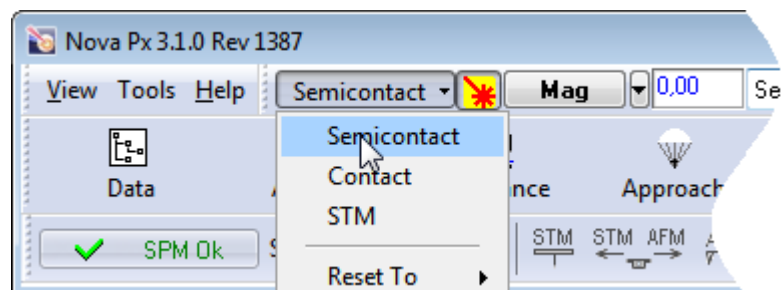 Nova Px 3.1.0 Rev 1387
View Tools Help Semicontact Mag 0,00 Se
Semicontact
Data nce Approach
Contact
STM
SPM Ok S STM STM AFM
Reset To